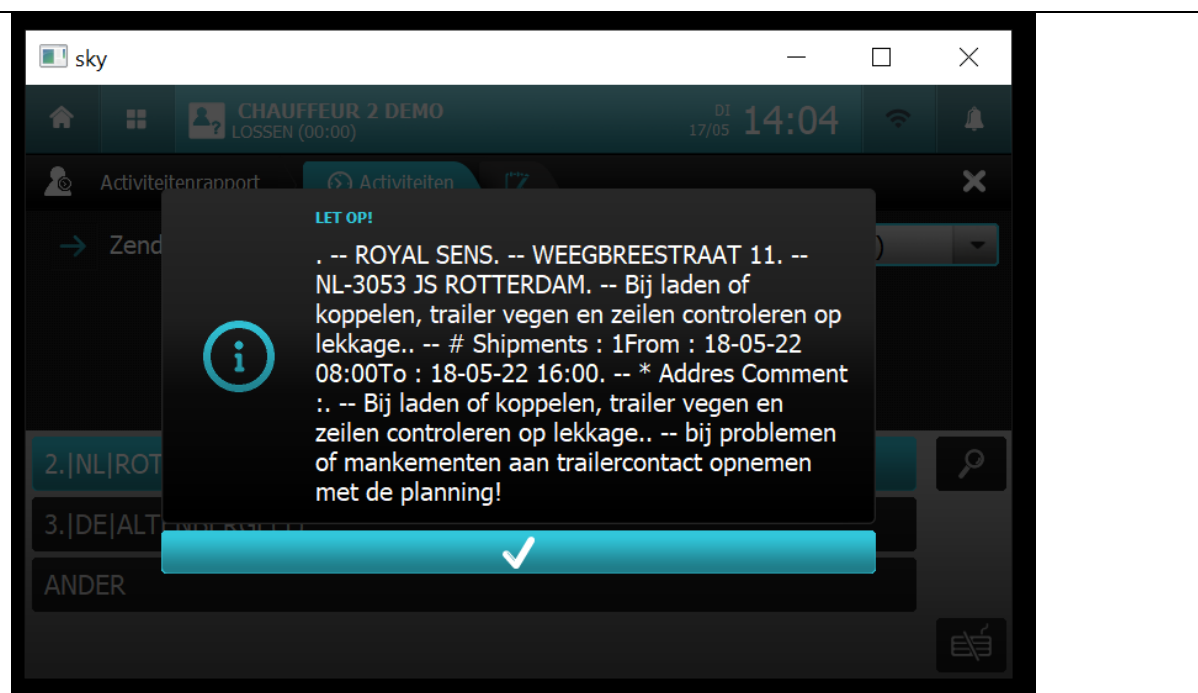 sky
CHAUFFEUR 2 DEMO
LOSSEN (00:00)
DI
17/05
14:04
Activiteitenrapport
Activiteiten
LET OP!
Zend
)
. -- ROYAL SENS. -- WEEGBREESTRAAT 11. --
NL-3053 JS ROTTERDAM. -- Bij laden of
koppelen, trailer vegen en zeilen controleren op
lekkage.. -- # Shipments : 1From : 18-05-22
08:00To : 18-05-22 16:00. -- * Addres Comment
:. -- Bij laden of koppelen, trailer vegen en
zeilen controleren op lekkage.. -- bij problemen
of mankementen aan trailercontact opnemen
met de planning!
2.|NL|ROT
3.|DE|ALT
ANDER